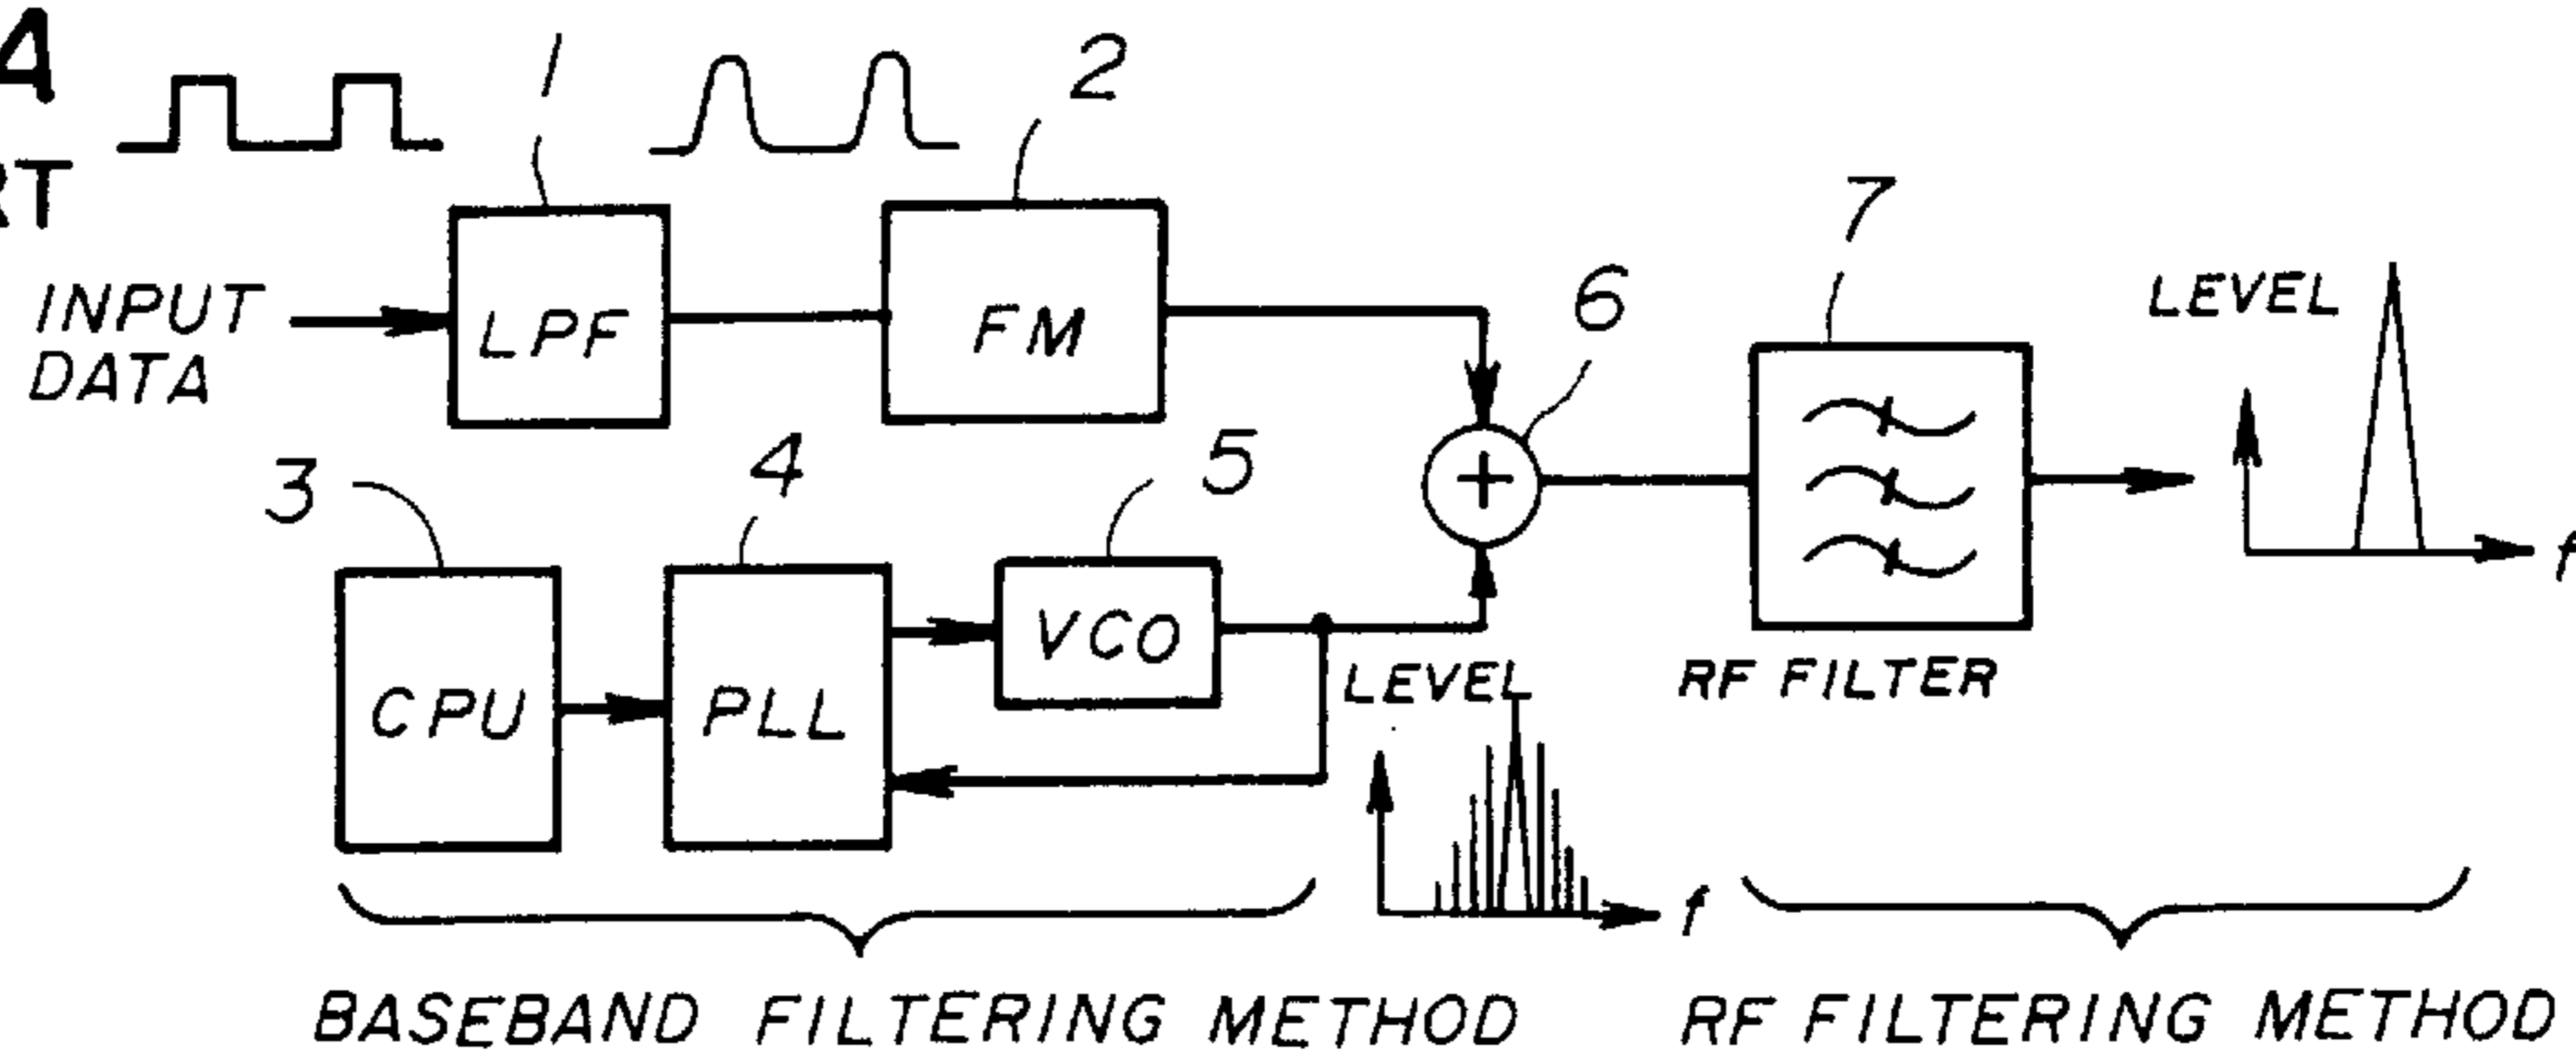 A
RT
1
2
INPUT
DATA
LPF
FM
6
7
LEVEL
f
3
4
5
CPU
PLL
VCO
+
LEVEL
f
RF FILTER
BASEBAND FILTERING METHOD
RF FILTERING METHOD